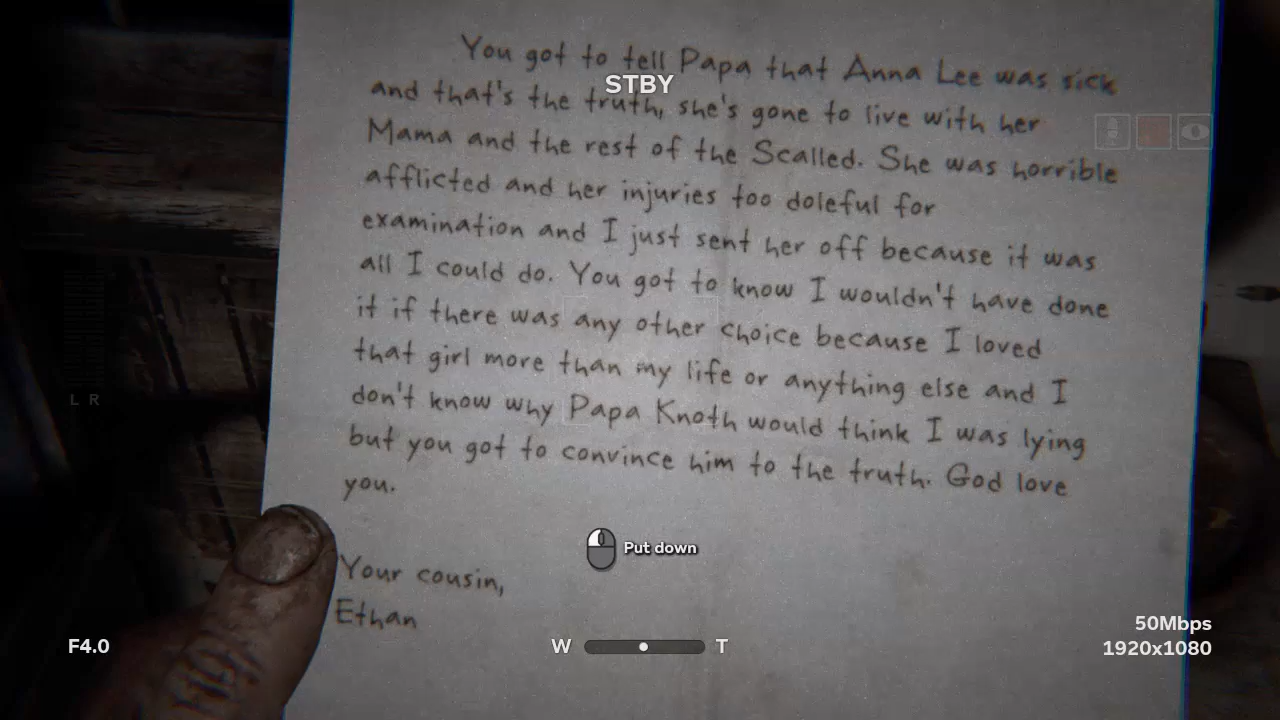 You got to tell Papa that Anna Lee was sick
STBY
and that's the truth, she's gone to live with her
Mama and the rest of the Scalled. She was horrible
afflicted and her injuries too doleful for
examination and I just sent her off because it was
all I could do. You got to know I wouldn't have done
it if there was any other choice because I loved
that girl more than my life or anything else and I
don't know why Papa Knoth would think I was lying
but you got to convince him to the truth. God love
you.
L R
Put down
Your cousin,
Ethan
F4.0
W T
50Mbps
1920x1080